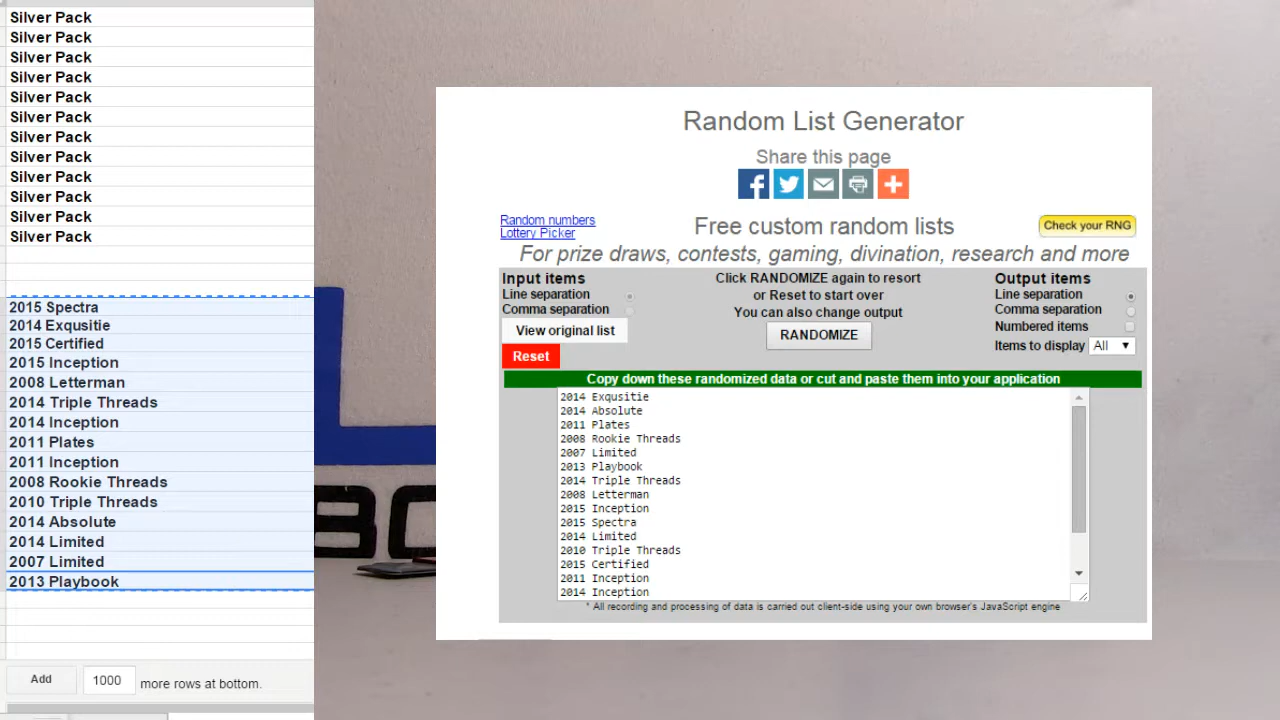 Silver Pack
Silver Pack
Silver Pack
Silver Pack
Silver Pack
Silver Pack
Silver Pack
Silver Pack
Silver Pack
Silver Pack
Silver Pack
Silver Pack
2015 Spectra
2014 Exqusitie
2015 Certified
2015 Inception
2008 Letterman
2014 Triple Threads
2014 Inception
2011 Plates
2011 Inception
2008 Rookie Threads
2010 Triple Threads
2014 Absolute
2014 Limited
2007 Limited
2013 Playbook
Add 1000 more rows at bottom.
Random List Generator
Share this page
Random numbers
Lottery Picker
Free custom random lists
Check your RNG
For prize draws, contests, gaming, divination, research and more
Input items
Line separation
Comma separation
View original list
Reset
Click RANDOMIZE again to resort
or Reset to start over
You can also change output
RANDOMIZE
Output items
Line separation
Comma separation
Numbered items
Items to display All
Copy down these randomized data or cut and paste them into your application
2014 Exqusitie
2014 Absolute
2011 Plates
2008 Rookie Threads
2007 Limited
2013 Playbook
2014 Triple Threads
2008 Letterman
2015 Inception
2015 Spectra
2014 Limited
2010 Triple Threads
2015 Certified
2011 Inception
2014 Inception
* All recording and processing of data is carried out client-side using your own browser's JavaScript engine